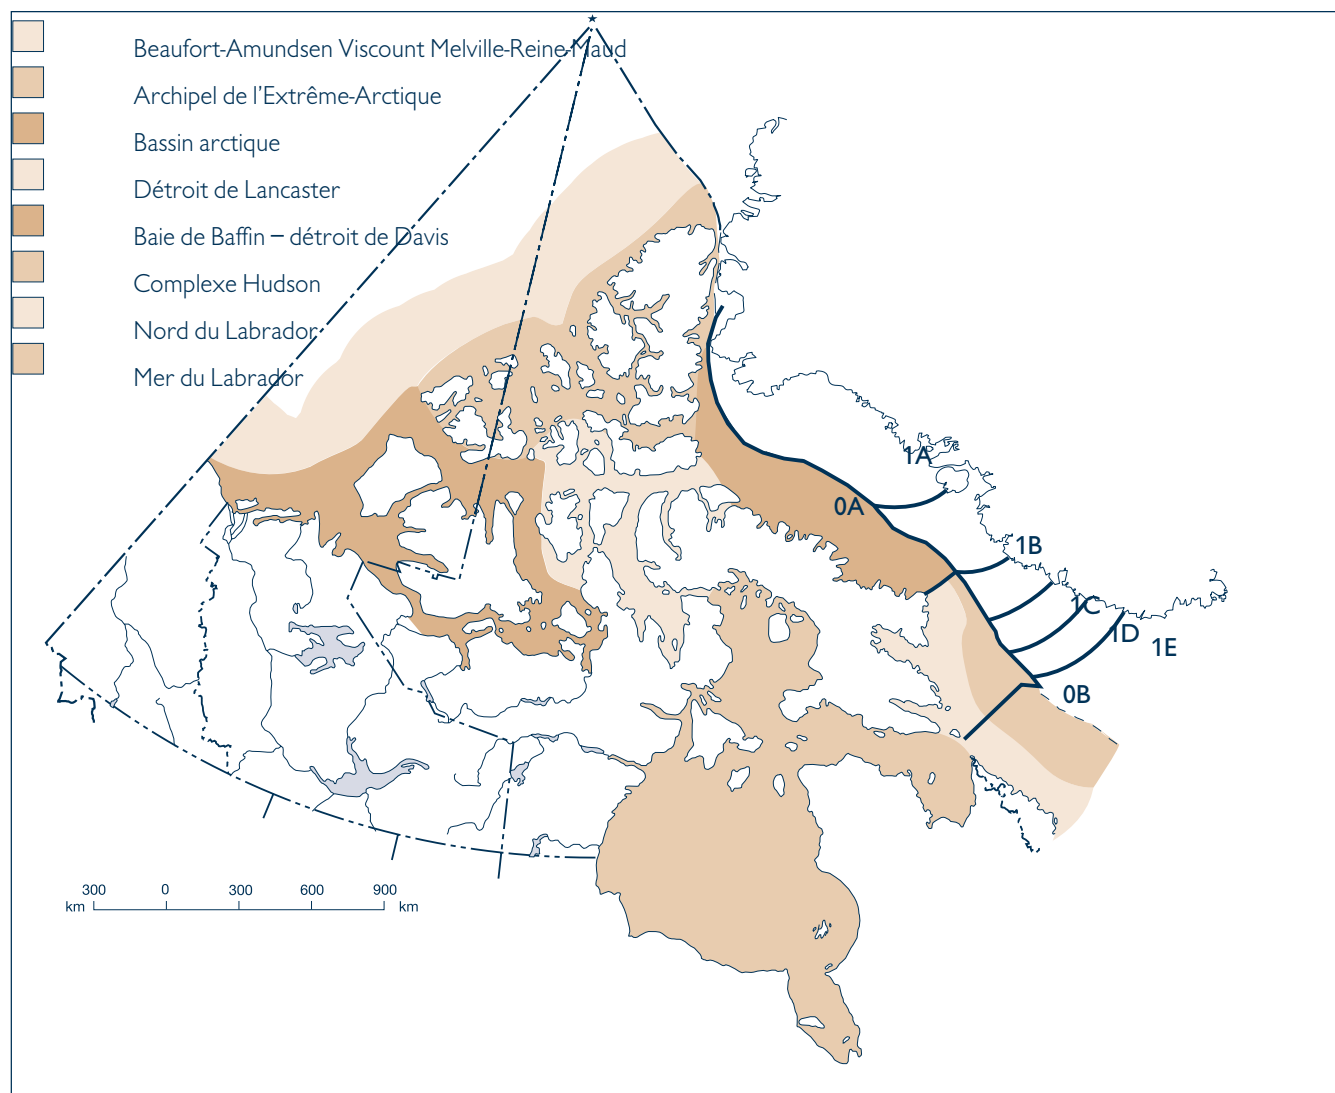 Beaufort-Amundsen Viscount Melville-Reine-Maud
Archipel de l’Extrême-Arctique
Bassin arctique
Détroit de Lancaster
Baie de Baffin – détroit de Davis
Complexe Hudson
Nord du Labrador
Mer du Labrador
1A
0A
1B
1C
1D
1E
0B
300 0 300 600 900
km km